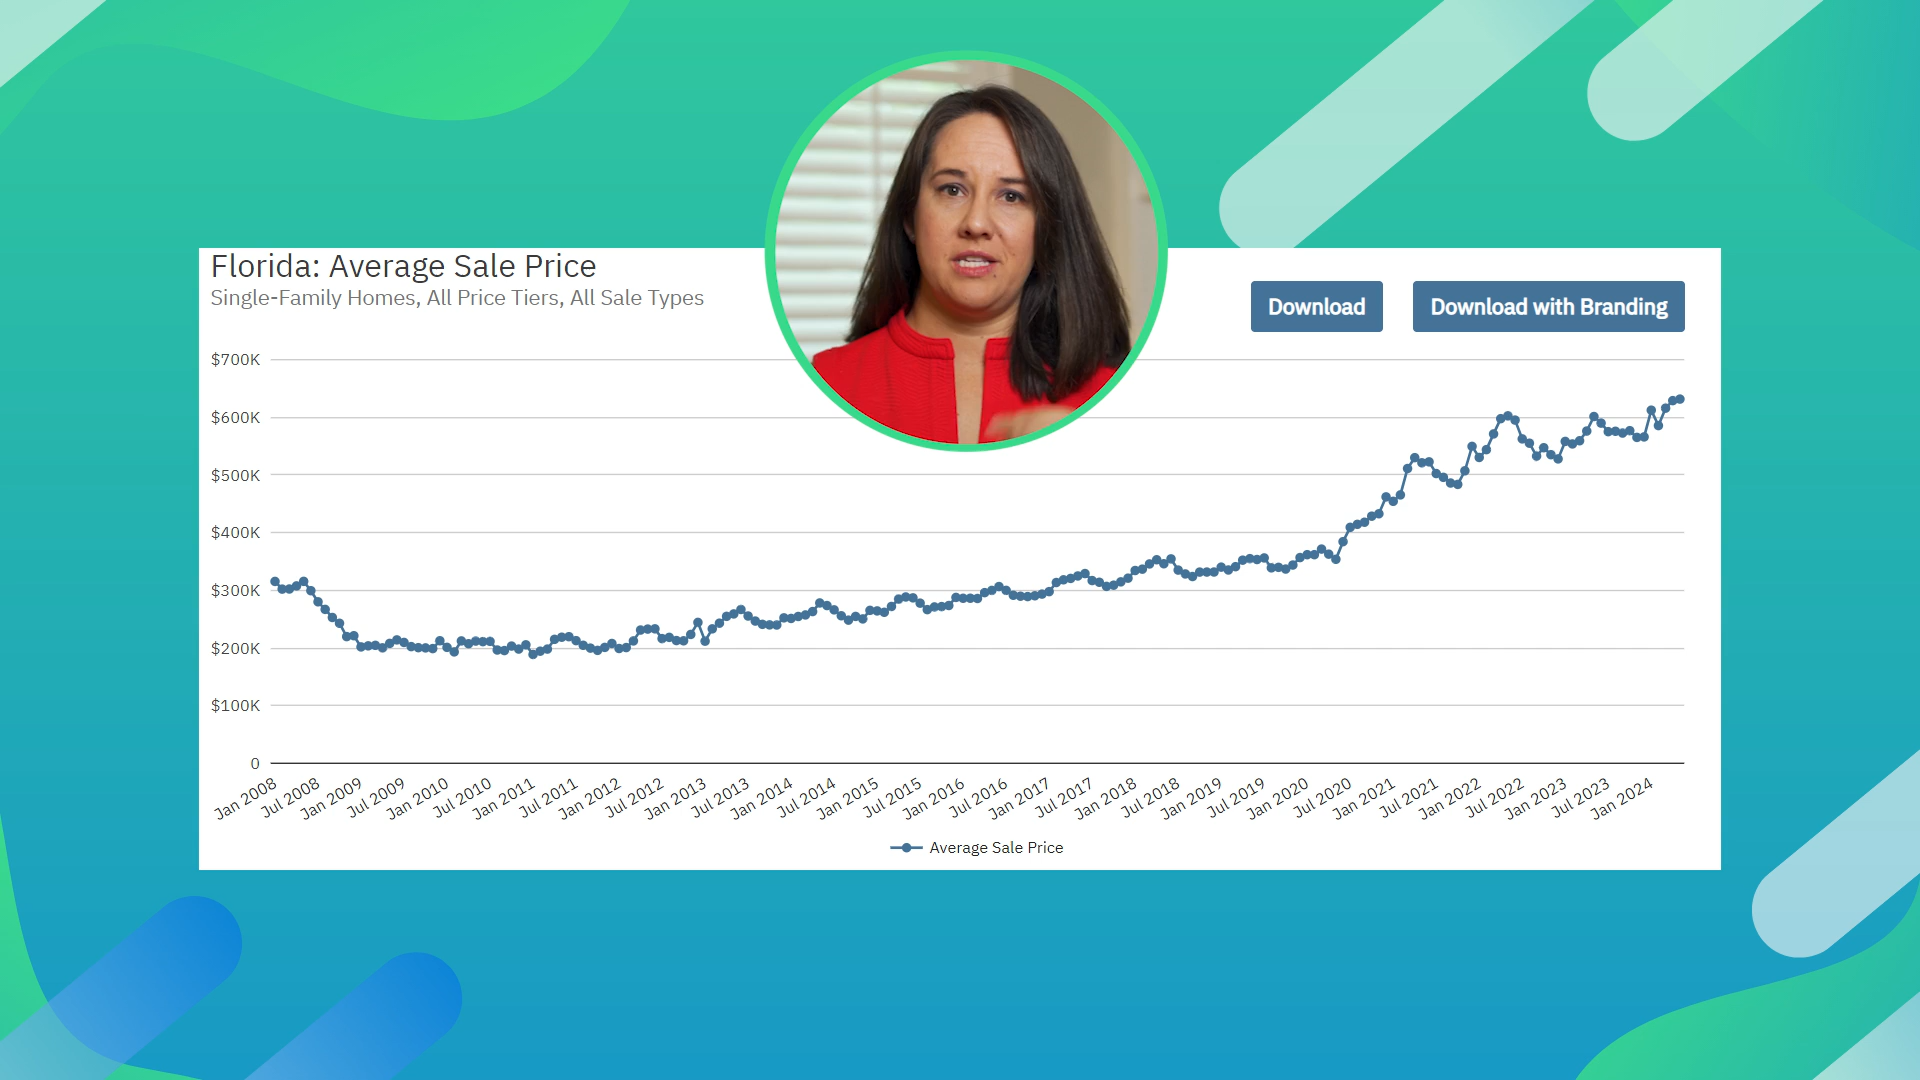 Florida: Average Sale Price
Single-Family Homes, All Price Tiers, All Sale Types
Download
Download with Branding
$700K
$600K
$500K
$400K
$300K
$200K
$100K
0
Jan 2008
Jul 2008
Jan 2009
Jul 2009
Jan 2010
Jul 2010
Jan 2011
Jul 2011
Jan 2012
Jul 2012
Jan 2013
Jul 2013
Jan 2014
Jul 2014
Jan 2015
Jul 2015
Jan 2016
Jul 2016
Jan 2017
Jul 2017
Jan 2018
Jul 2018
Jan 2019
Jul 2019
Jan 2020
Jul 2020
Jan 2021
Jul 2021
Jan 2022
Jul 2022
Jan 2023
Jul 2023
Jan 2024
Average Sale Price